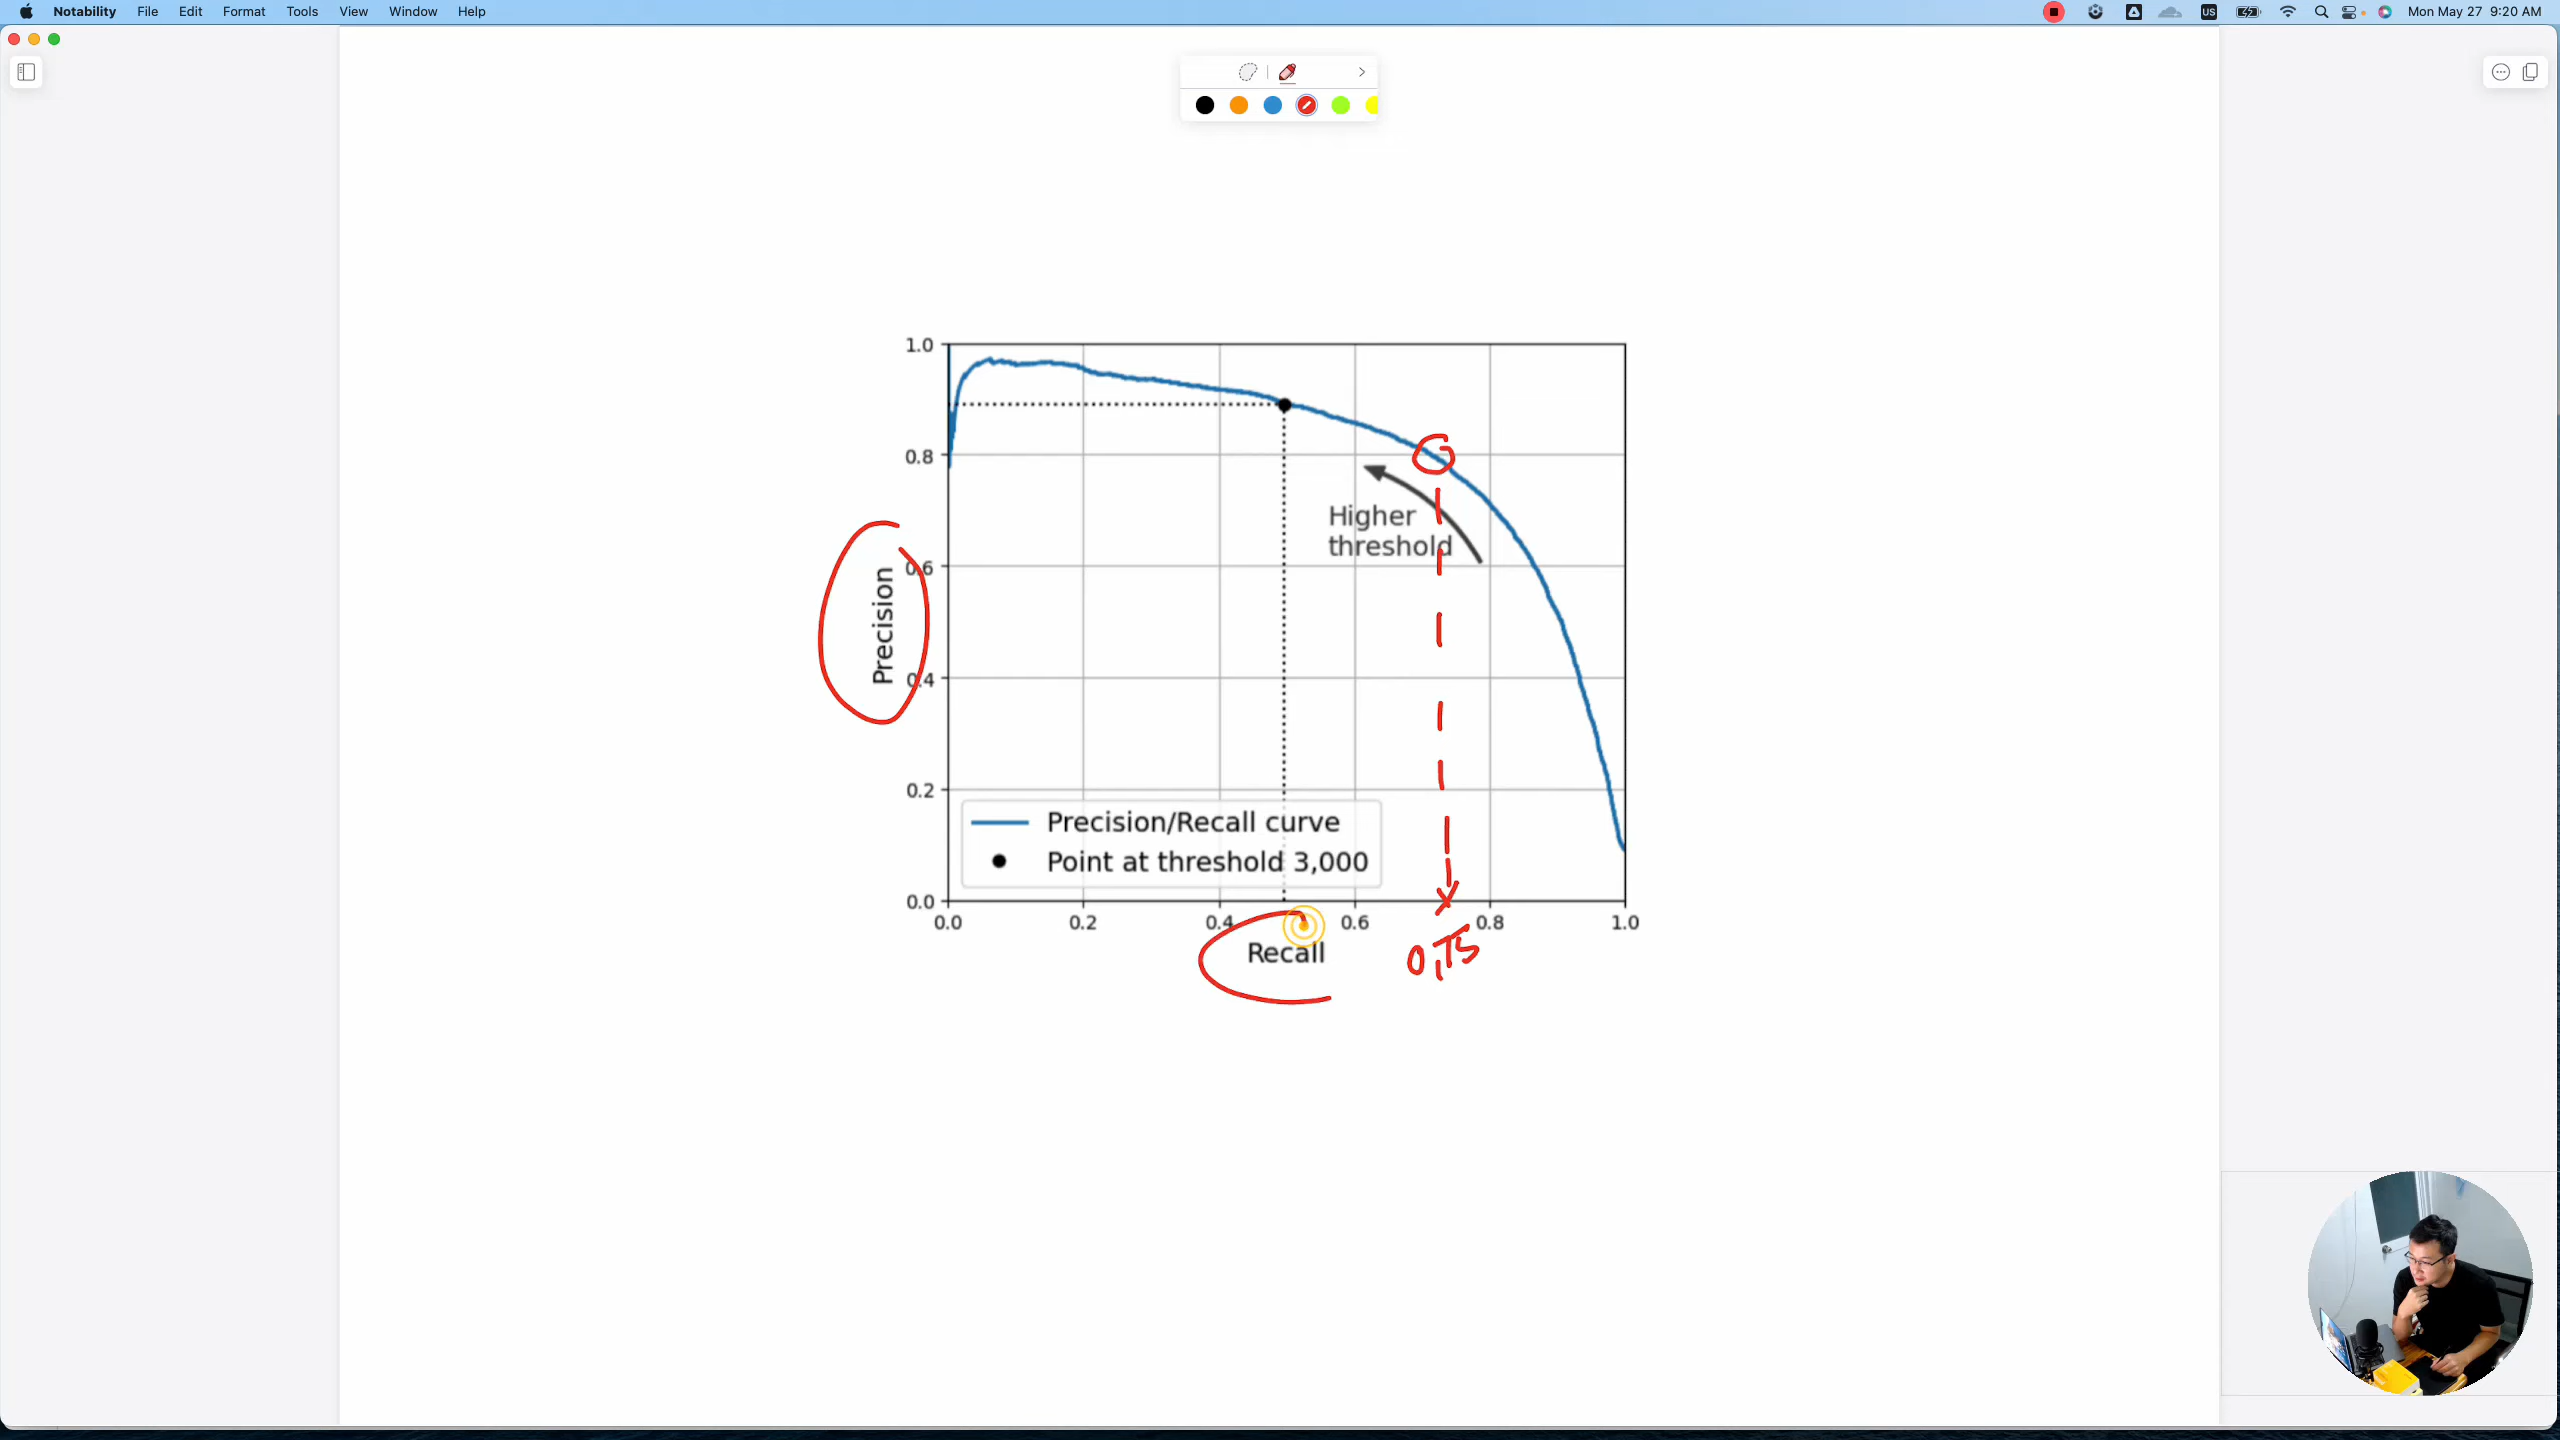 Notability File Edit Format Tools View Window Help
US Mon May 27 9:20 AM
1.0
0.8
0.6
0.4
0.2
0.0
Precision
Higher
threshold
Precision/Recall curve
Point at threshold 3,000
0.0 0.2 0.4 0.6 0.8 1.0
Recall
0,75